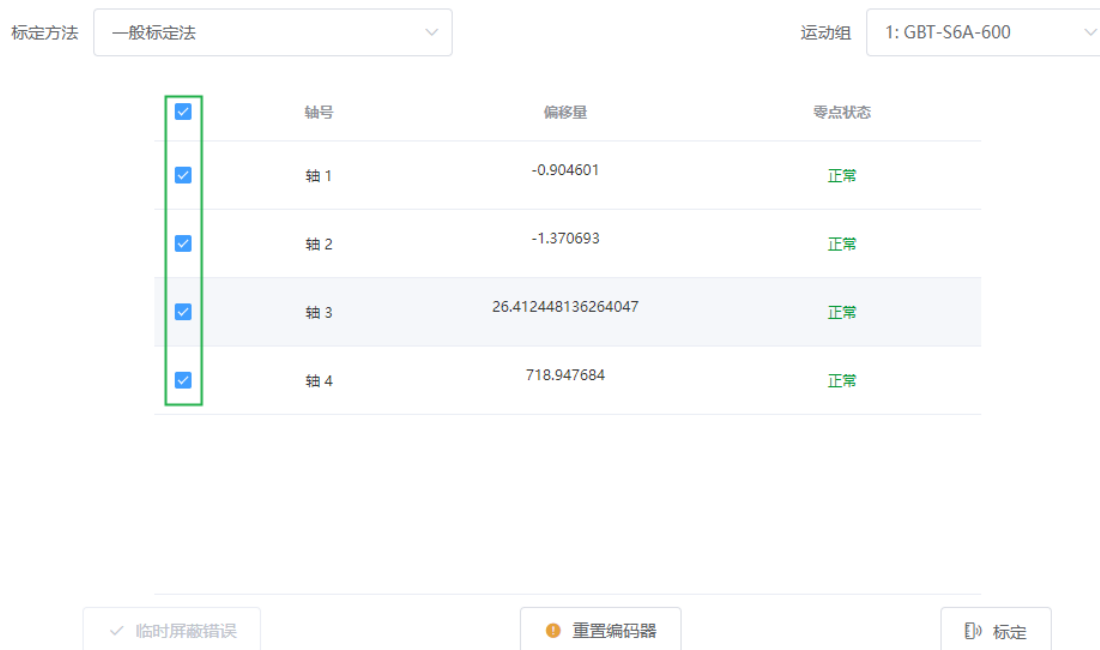 标定方法 一般标定法 运动组 1: GBT-S6A-600
轴号 偏移量 零点状态
轴 1 -0.904601 正常
轴 2 -1.370693 正常
轴 3 26.412448136264047 正常
轴 4 718.947684 正常
临时屏蔽错误 重置编码器 标定